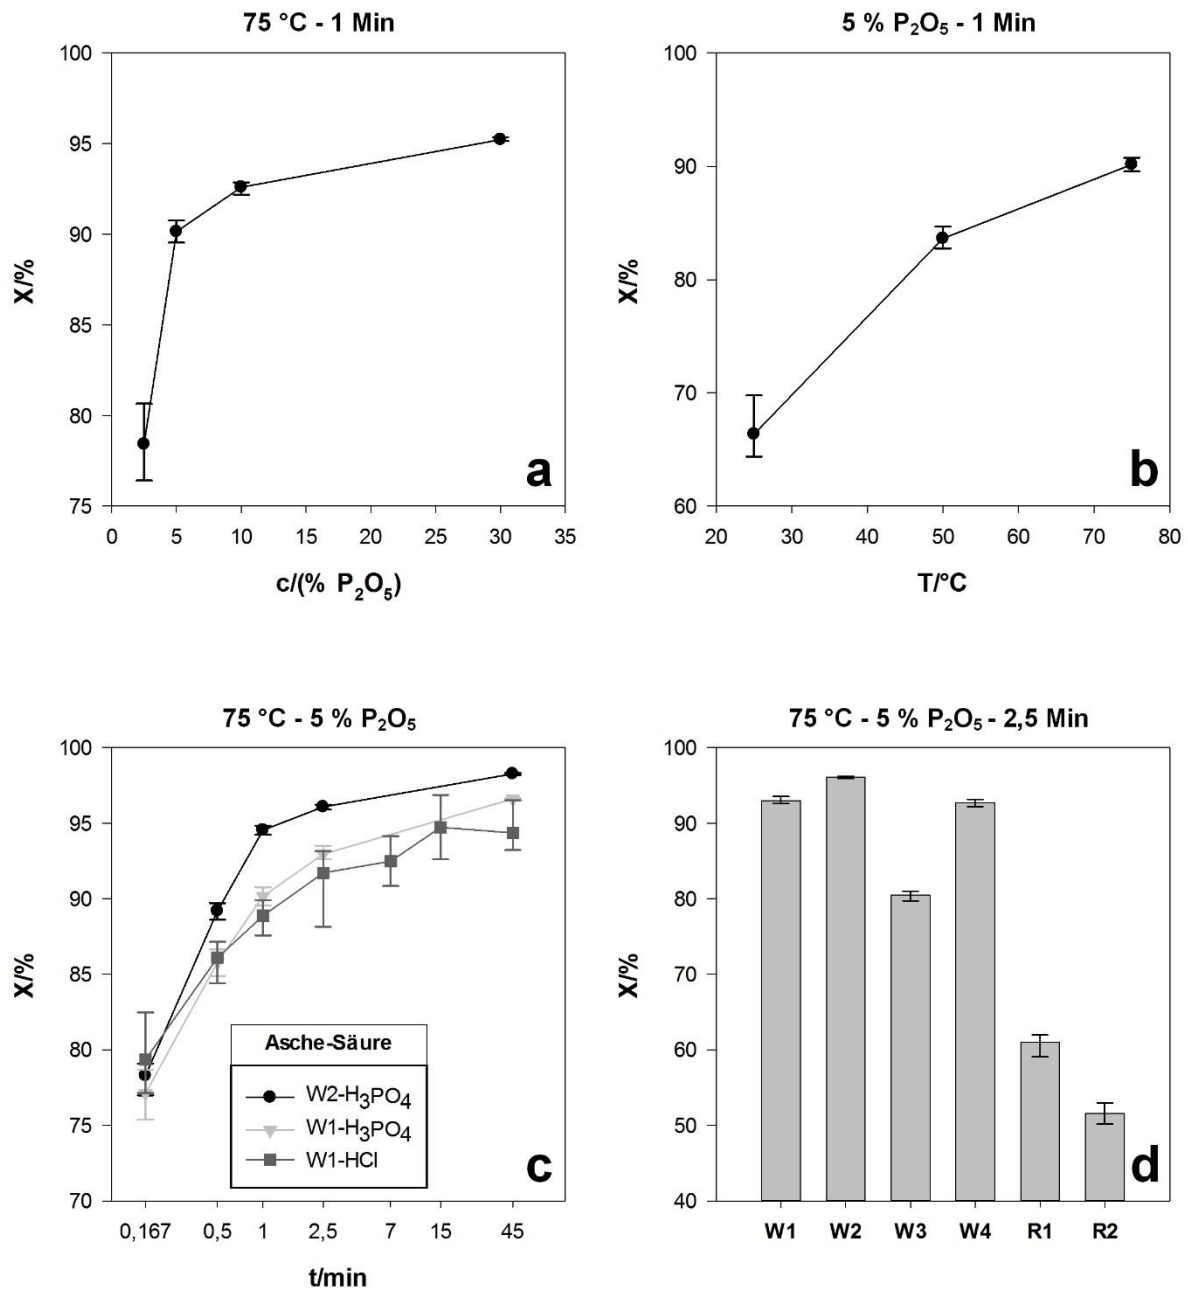 75 °C - 1 Min
100
95
90
85
80
75
X/%
a
0 5 10 15 20 25 30 35
c/(% P₂O₅)
5 % P₂O₅ - 1 Min
100
90
80
70
60
X/%
b
20 30 40 50 60 70 80
T/°C
75 °C - 5 % P₂O₅
100
95
90
85
80
75
70
X/%
Asche-Säure
W2-H₃PO₄
W1-H₃PO₄
W1-HCl
c
0,167 0,5 1 2,5 7 15 45
t/min
75 °C - 5 % P₂O₅ - 2,5 Min
100
90
80
70
60
50
40
X/%
d
W1 W2 W3 W4 R1 R2